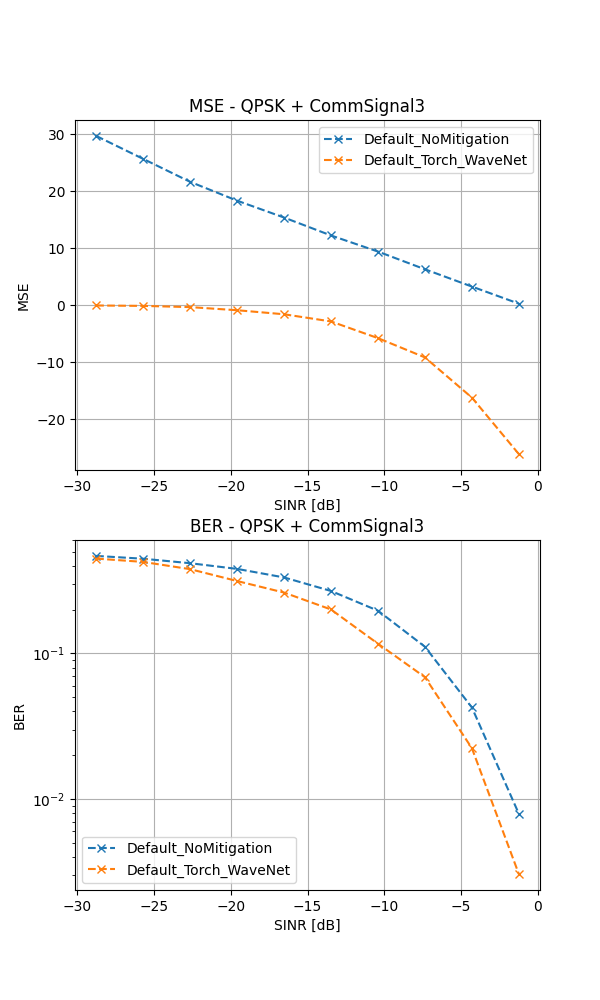 MSE - QPSK + CommSignal3
Default_NoMitigation
Default_Torch_WaveNet
30
20
10
0
−10
−20
MSE
−30
−25
−20
−15
−10
−5
0
SINR [dB]
BER - QPSK + CommSignal3
10⁻¹
10⁻²
BER
Default_NoMitigation
Default_Torch_WaveNet
−30
−25
−20
−15
−10
−5
0
SINR [dB]